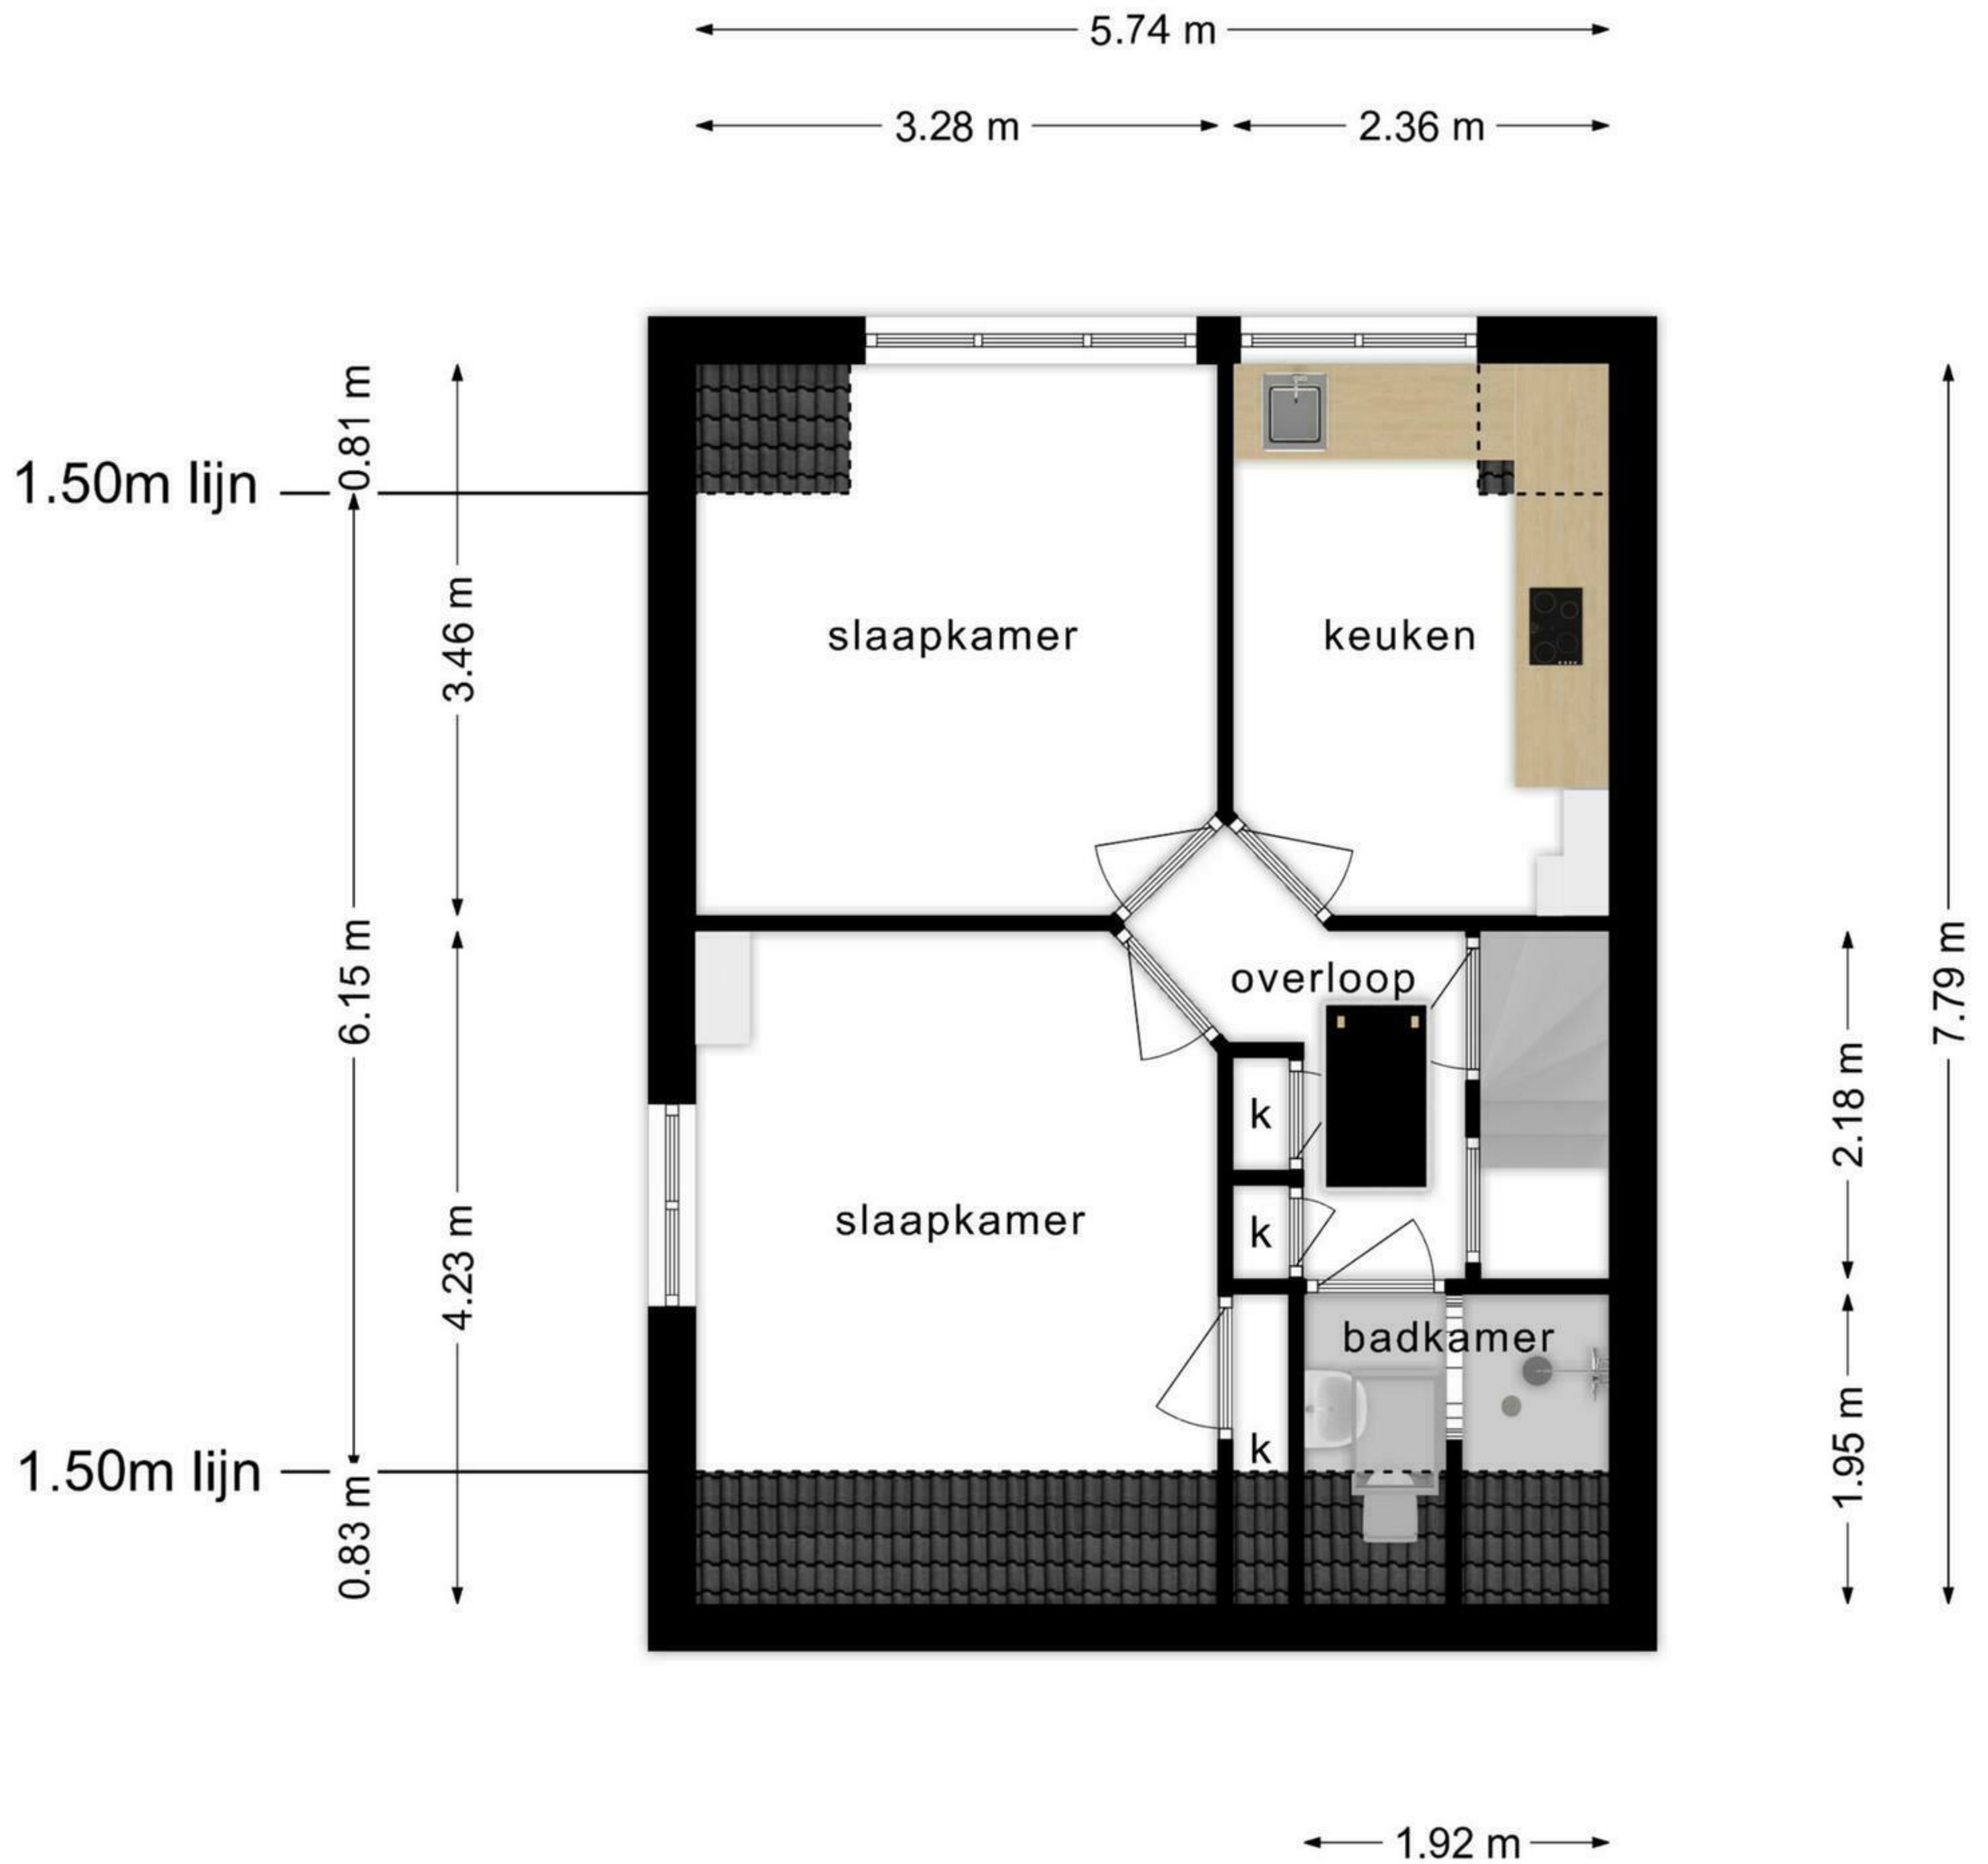 5.74 m
3.28 m
2.36 m
0.81 m
1.50m lijn
3.46 m
slaapkamer
keuken
6.15 m
7.79 m
overloop
2.18 m
k
slaapkamer
k
4.23 m
badkamer
1.95 m
k
1.50m lijn
0.83 m
1.92 m